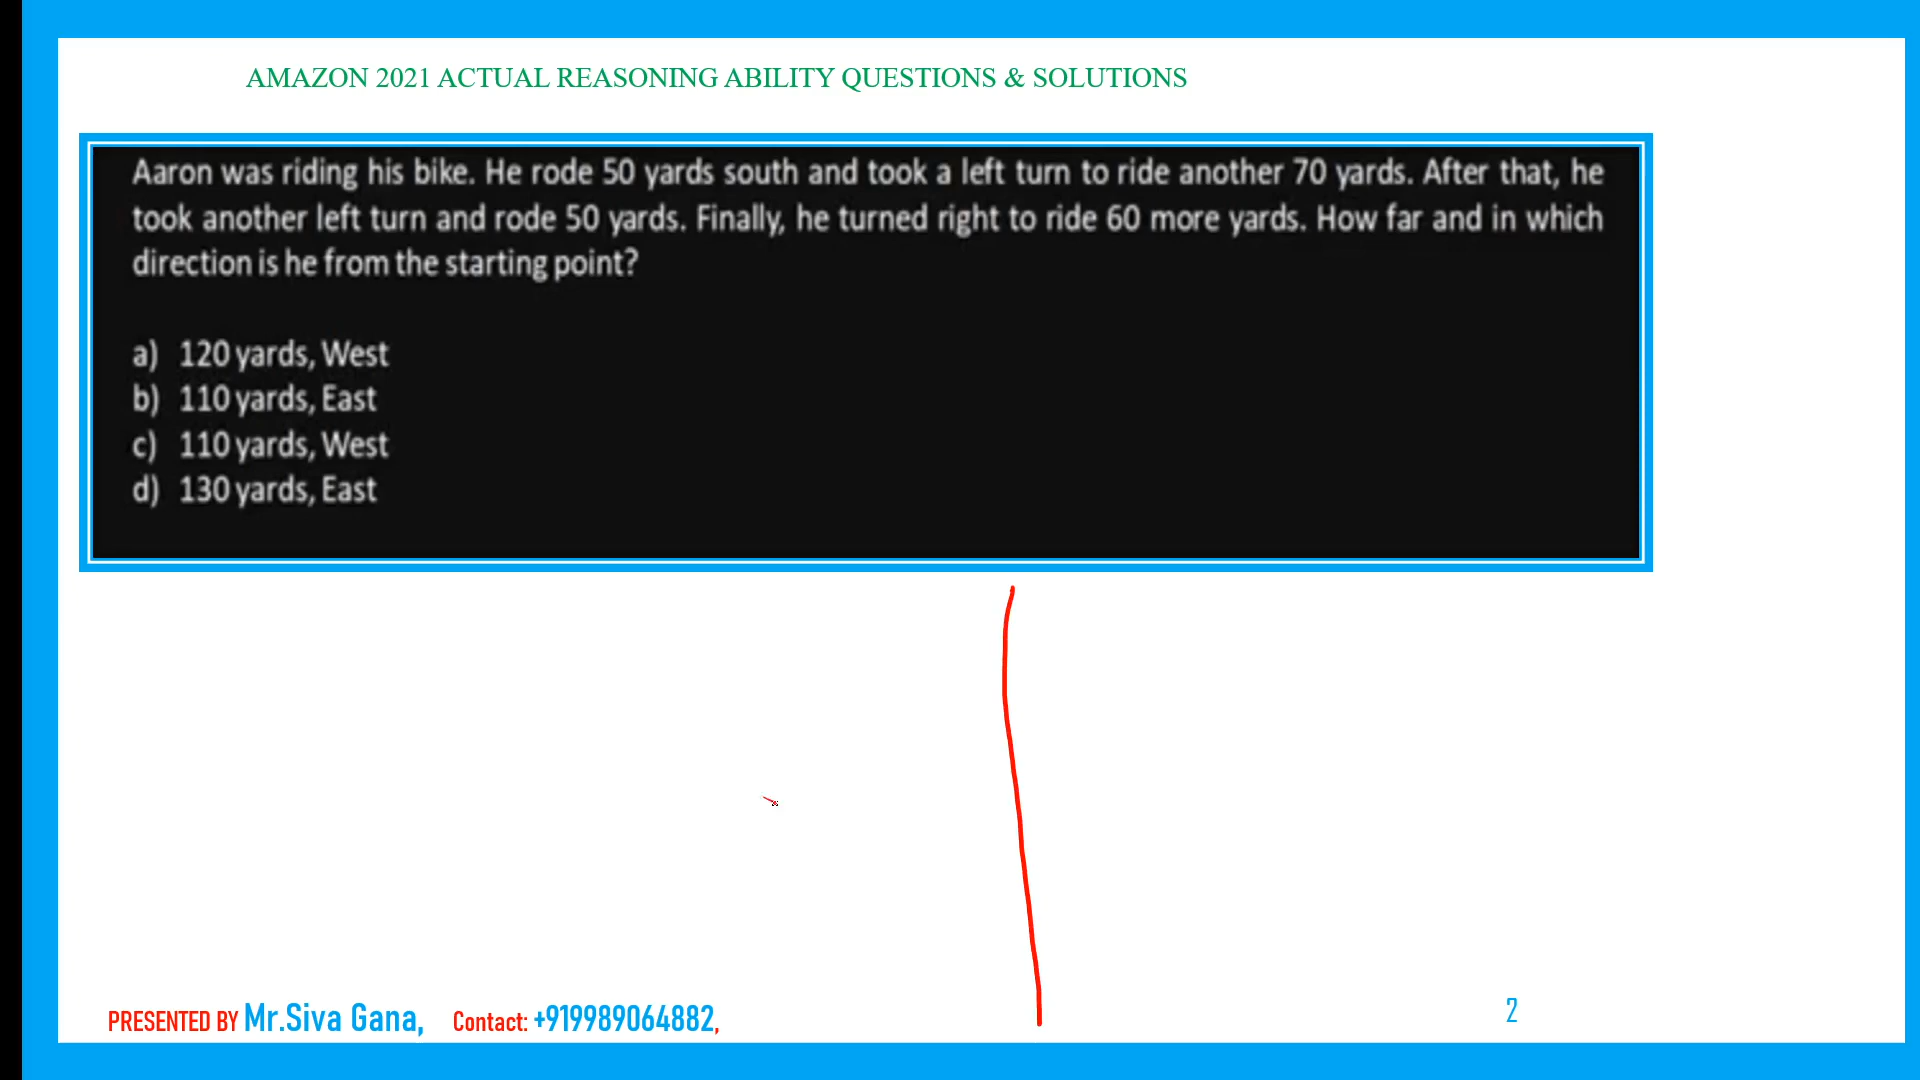 AMAZON 2021 ACTUAL REASONING ABILITY QUESTIONS & SOLUTIONS
Aaron was riding his bike. He rode 50 yards south and took a left turn to ride another 70 yards. After that, he
took another left turn and rode 50 yards. Finally, he turned right to ride 60 more yards. How far and in which
direction is he from the starting point?
a) 120 yards, West
b) 110 yards, East
c) 110 yards, West
d) 130 yards, East
PRESENTED BY Mr.Siva Gana, Contact: +919989064882,
2